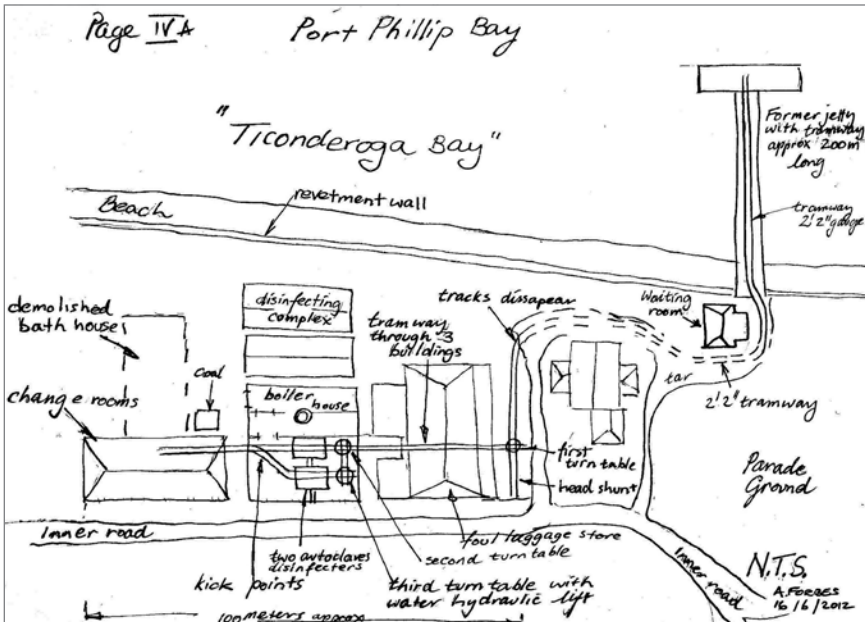 Page IV A
Port Phillip Bay
"Ticonderoga Bay"
Former jetty
with tramway
approx 200m
long
tramway
2'2" gauge
Beach
revetment wall
demolished
bath house
disinfecting
complex
tracks dissapear
Waiting
room
tramway
through 3
buildings
Coal
boiler
house
change rooms
tar
2'2" tramway
first
turn table
head shunt
Parade
Ground
Inner road
two autoclaves
disinfecters
foul laggage store
second turn table
kick points
third turn table with
water hydraulic lift
Inner road
N.T.S.
A.FORBES
16/6/2012
100 meters approx